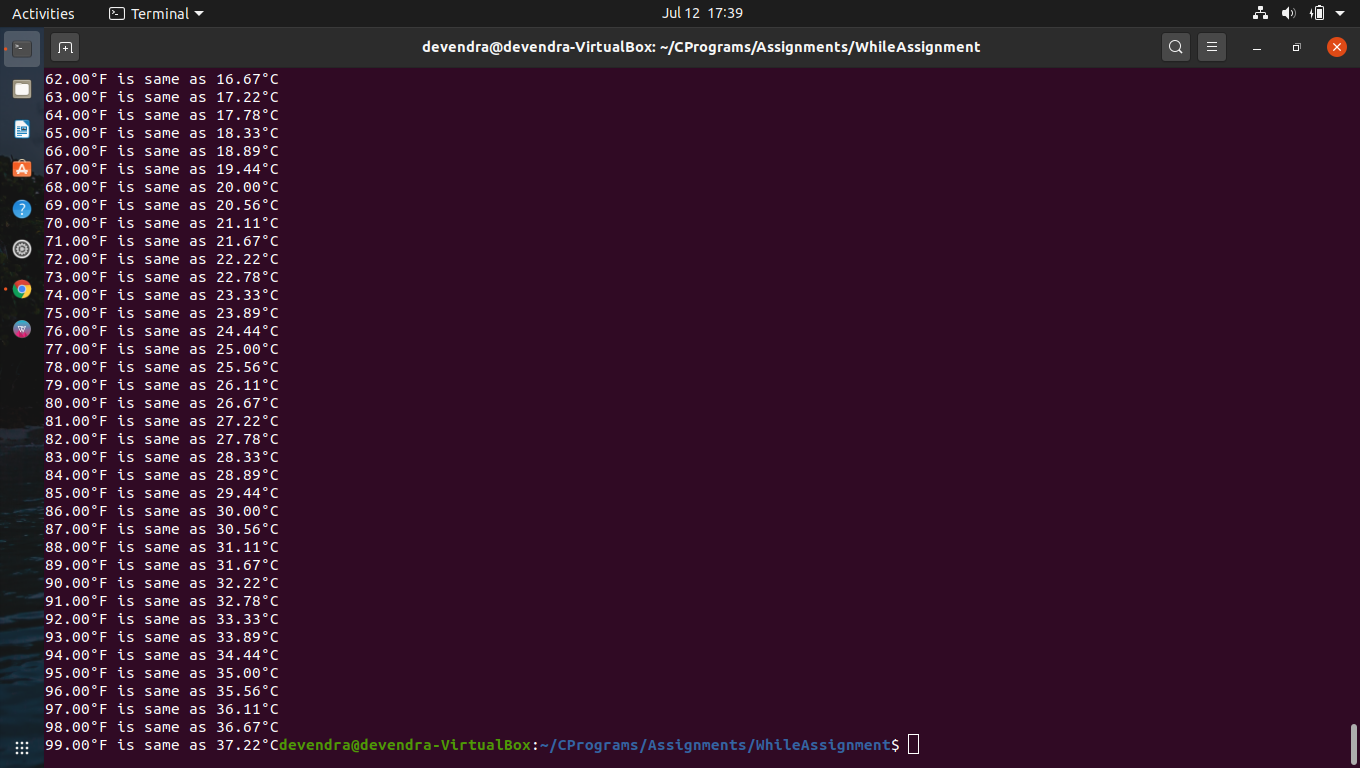 Activities Terminal Jul 12 17:39
devendra@devendra-VirtualBox: ~/CPrograms/Assignments/WhileAssignment
62.00°F is same as 16.67°C
63.00°F is same as 17.22°C
64.00°F is same as 17.78°C
65.00°F is same as 18.33°C
66.00°F is same as 18.89°C
67.00°F is same as 19.44°C
68.00°F is same as 20.00°C
69.00°F is same as 20.56°C
70.00°F is same as 21.11°C
71.00°F is same as 21.67°C
72.00°F is same as 22.22°C
73.00°F is same as 22.78°C
74.00°F is same as 23.33°C
75.00°F is same as 23.89°C
76.00°F is same as 24.44°C
77.00°F is same as 25.00°C
78.00°F is same as 25.56°C
79.00°F is same as 26.11°C
80.00°F is same as 26.67°C
81.00°F is same as 27.22°C
82.00°F is same as 27.78°C
83.00°F is same as 28.33°C
84.00°F is same as 28.89°C
85.00°F is same as 29.44°C
86.00°F is same as 30.00°C
87.00°F is same as 30.56°C
88.00°F is same as 31.11°C
89.00°F is same as 31.67°C
90.00°F is same as 32.22°C
91.00°F is same as 32.78°C
92.00°F is same as 33.33°C
93.00°F is same as 33.89°C
94.00°F is same as 34.44°C
95.00°F is same as 35.00°C
96.00°F is same as 35.56°C
97.00°F is same as 36.11°C
98.00°F is same as 36.67°C
99.00°F is same as 37.22°Cdevendra@devendra-VirtualBox:~/CPrograms/Assignments/WhileAssignment$